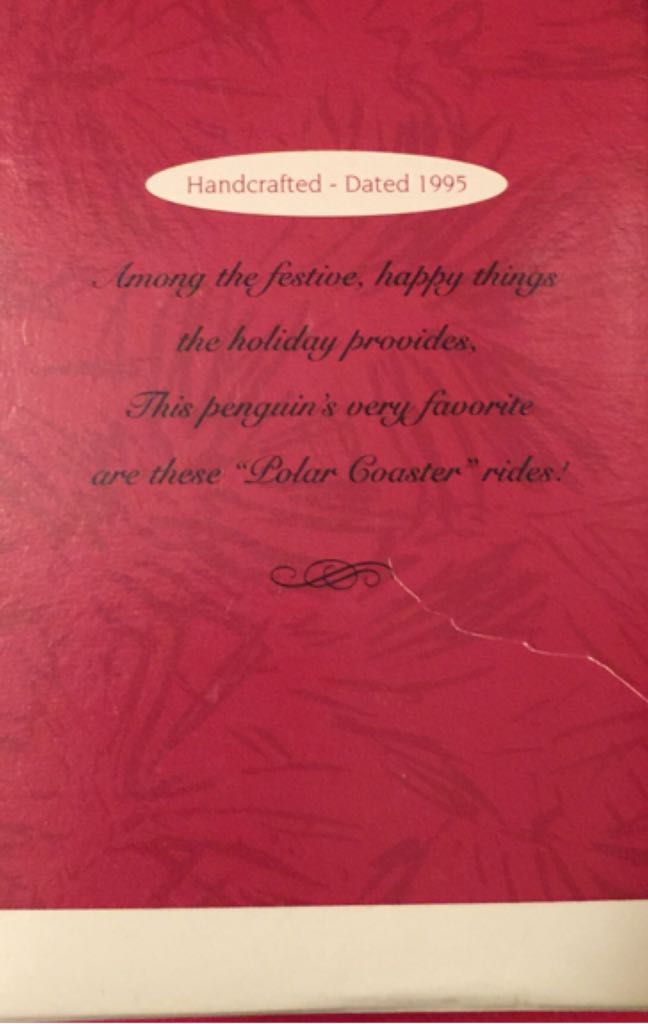 Handcrafted - Dated 1995
Among the festive, happy things
the holiday provides,
This penguin's very favorite
are these "Polar Coaster" rides!